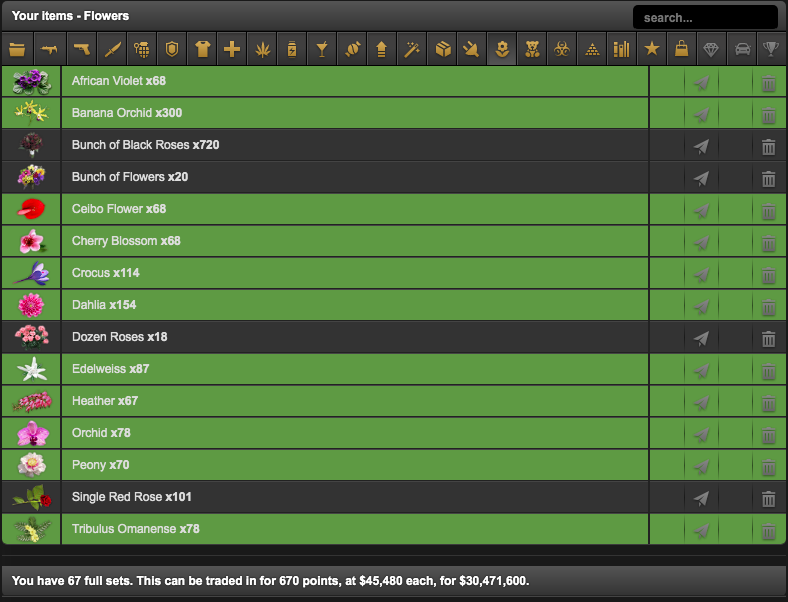 Your items - Flowers
search...
African Violet x68
Banana Orchid x300
Bunch of Black Roses x720
Bunch of Flowers x20
Ceibo Flower x68
Cherry Blossom x68
Crocus x114
Dahlia x154
Dozen Roses x18
Edelweiss x87
Heather x67
Orchid x78
Peony x70
Single Red Rose x101
Tribulus Omanense x78
You have 67 full sets. This can be traded in for 670 points, at $45,480 each, for $30,471,600.